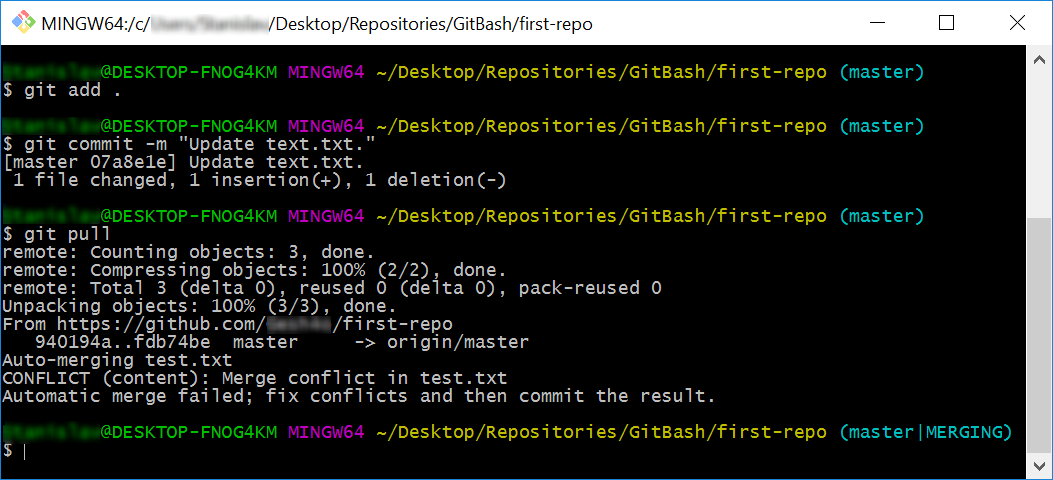 MINGW64:/c/ /Desktop/Repositories/GitBash/first-repo
@DESKTOP-FNOG4KM MINGW64 ~/Desktop/Repositories/GitBash/first-repo (master)
$ git add .
@DESKTOP-FNOG4KM MINGW64 ~/Desktop/Repositories/GitBash/first-repo (master)
$ git commit -m "Update text.txt."
[master 07a8e1e] Update text.txt.
1 file changed, 1 insertion(+), 1 deletion(-)
@DESKTOP-FNOG4KM MINGW64 ~/Desktop/Repositories/GitBash/first-repo (master)
$ git pull
remote: Counting objects: 3, done.
remote: Compressing objects: 100% (2/2), done.
remote: Total 3 (delta 0), reused 0 (delta 0), pack-reused 0
Unpacking objects: 100% (3/3), done.
From https://github.com/ /first-repo
940194a..fdb74be master -> origin/master
Auto-merging test.txt
CONFLICT (content): Merge conflict in test.txt
Automatic merge failed; fix conflicts and then commit the result.
@DESKTOP-FNOG4KM MINGW64 ~/Desktop/Repositories/GitBash/first-repo (master|MERGING)
$